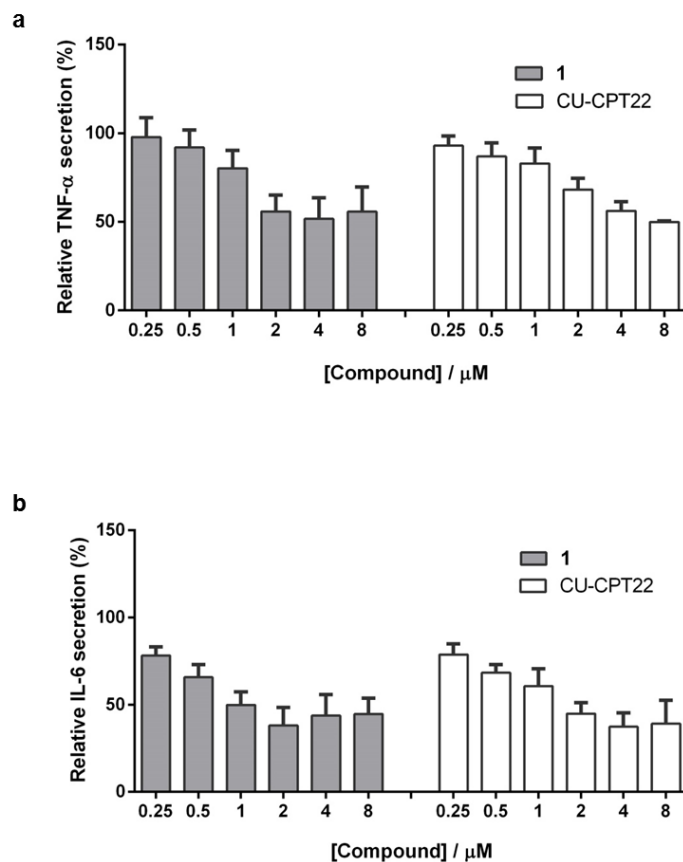 a
Relative TNF-α secretion (%)
150
100
50
0
1
CU-CPT22
0.25 0.5 1 2 4 8 0.25 0.5 1 2 4 8
[Compound] / μM
b
Relative IL-6 secretion (%)
150
100
50
0
1
CU-CPT22
0.25 0.5 1 2 4 8 0.25 0.5 1 2 4 8
[Compound] / μM